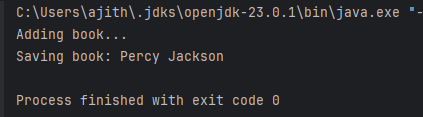 C:\Users\ajith\.jdks\openjdk-23.0.1\bin\java.exe "-
Adding book...
Saving book: Percy Jackson
Process finished with exit code 0